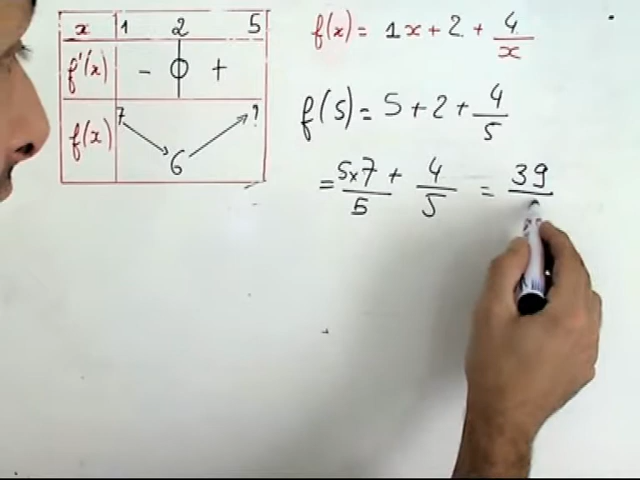 x 1 2 5
f'(x) - 0 +
f(x) 7 6 ?
f(x) = 1x + 2 + 4/x
f(5) = 5 + 2 + 4/5
= 5×7/5 + 4/5 = 39/